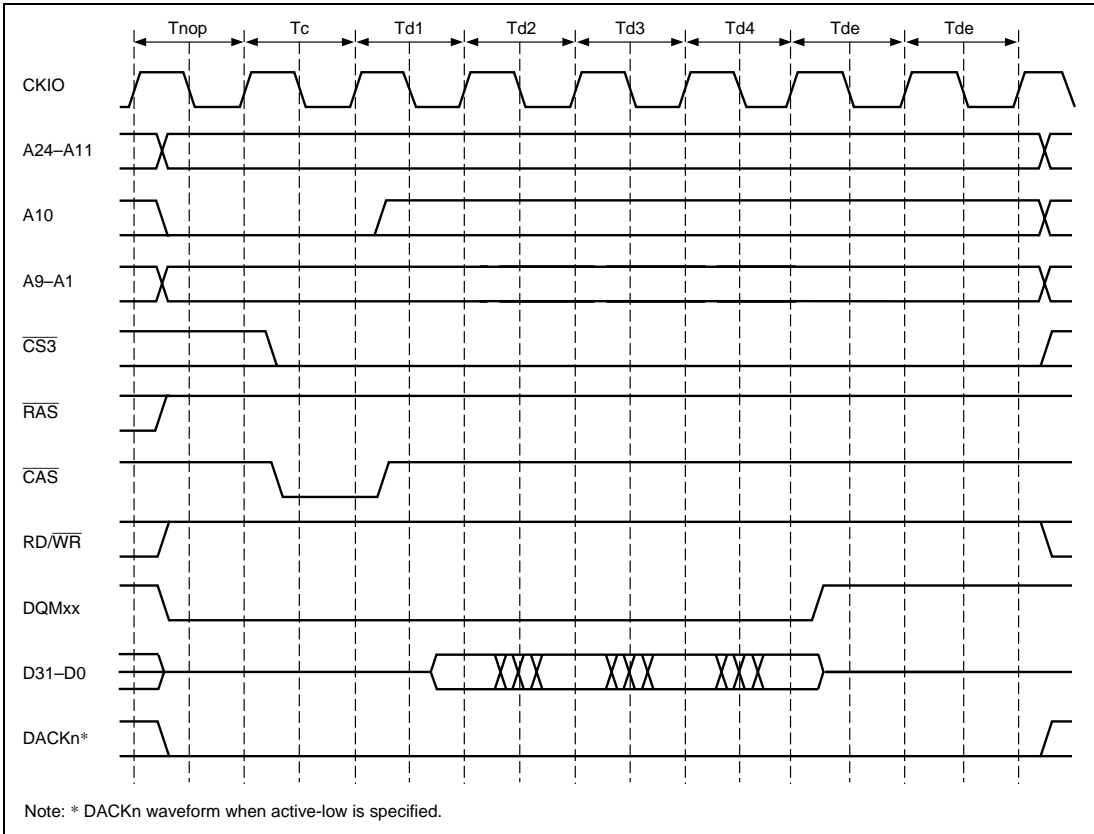 Tnop Tc Td1 Td2 Td3 Td4 Tde Tde
CKIO
A24–A11
A10
A9–A1
CS3
RAS
CAS
RD/WR
DQMxx
D31–D0
DACKn*
Note: * DACKn waveform when active-low is specified.